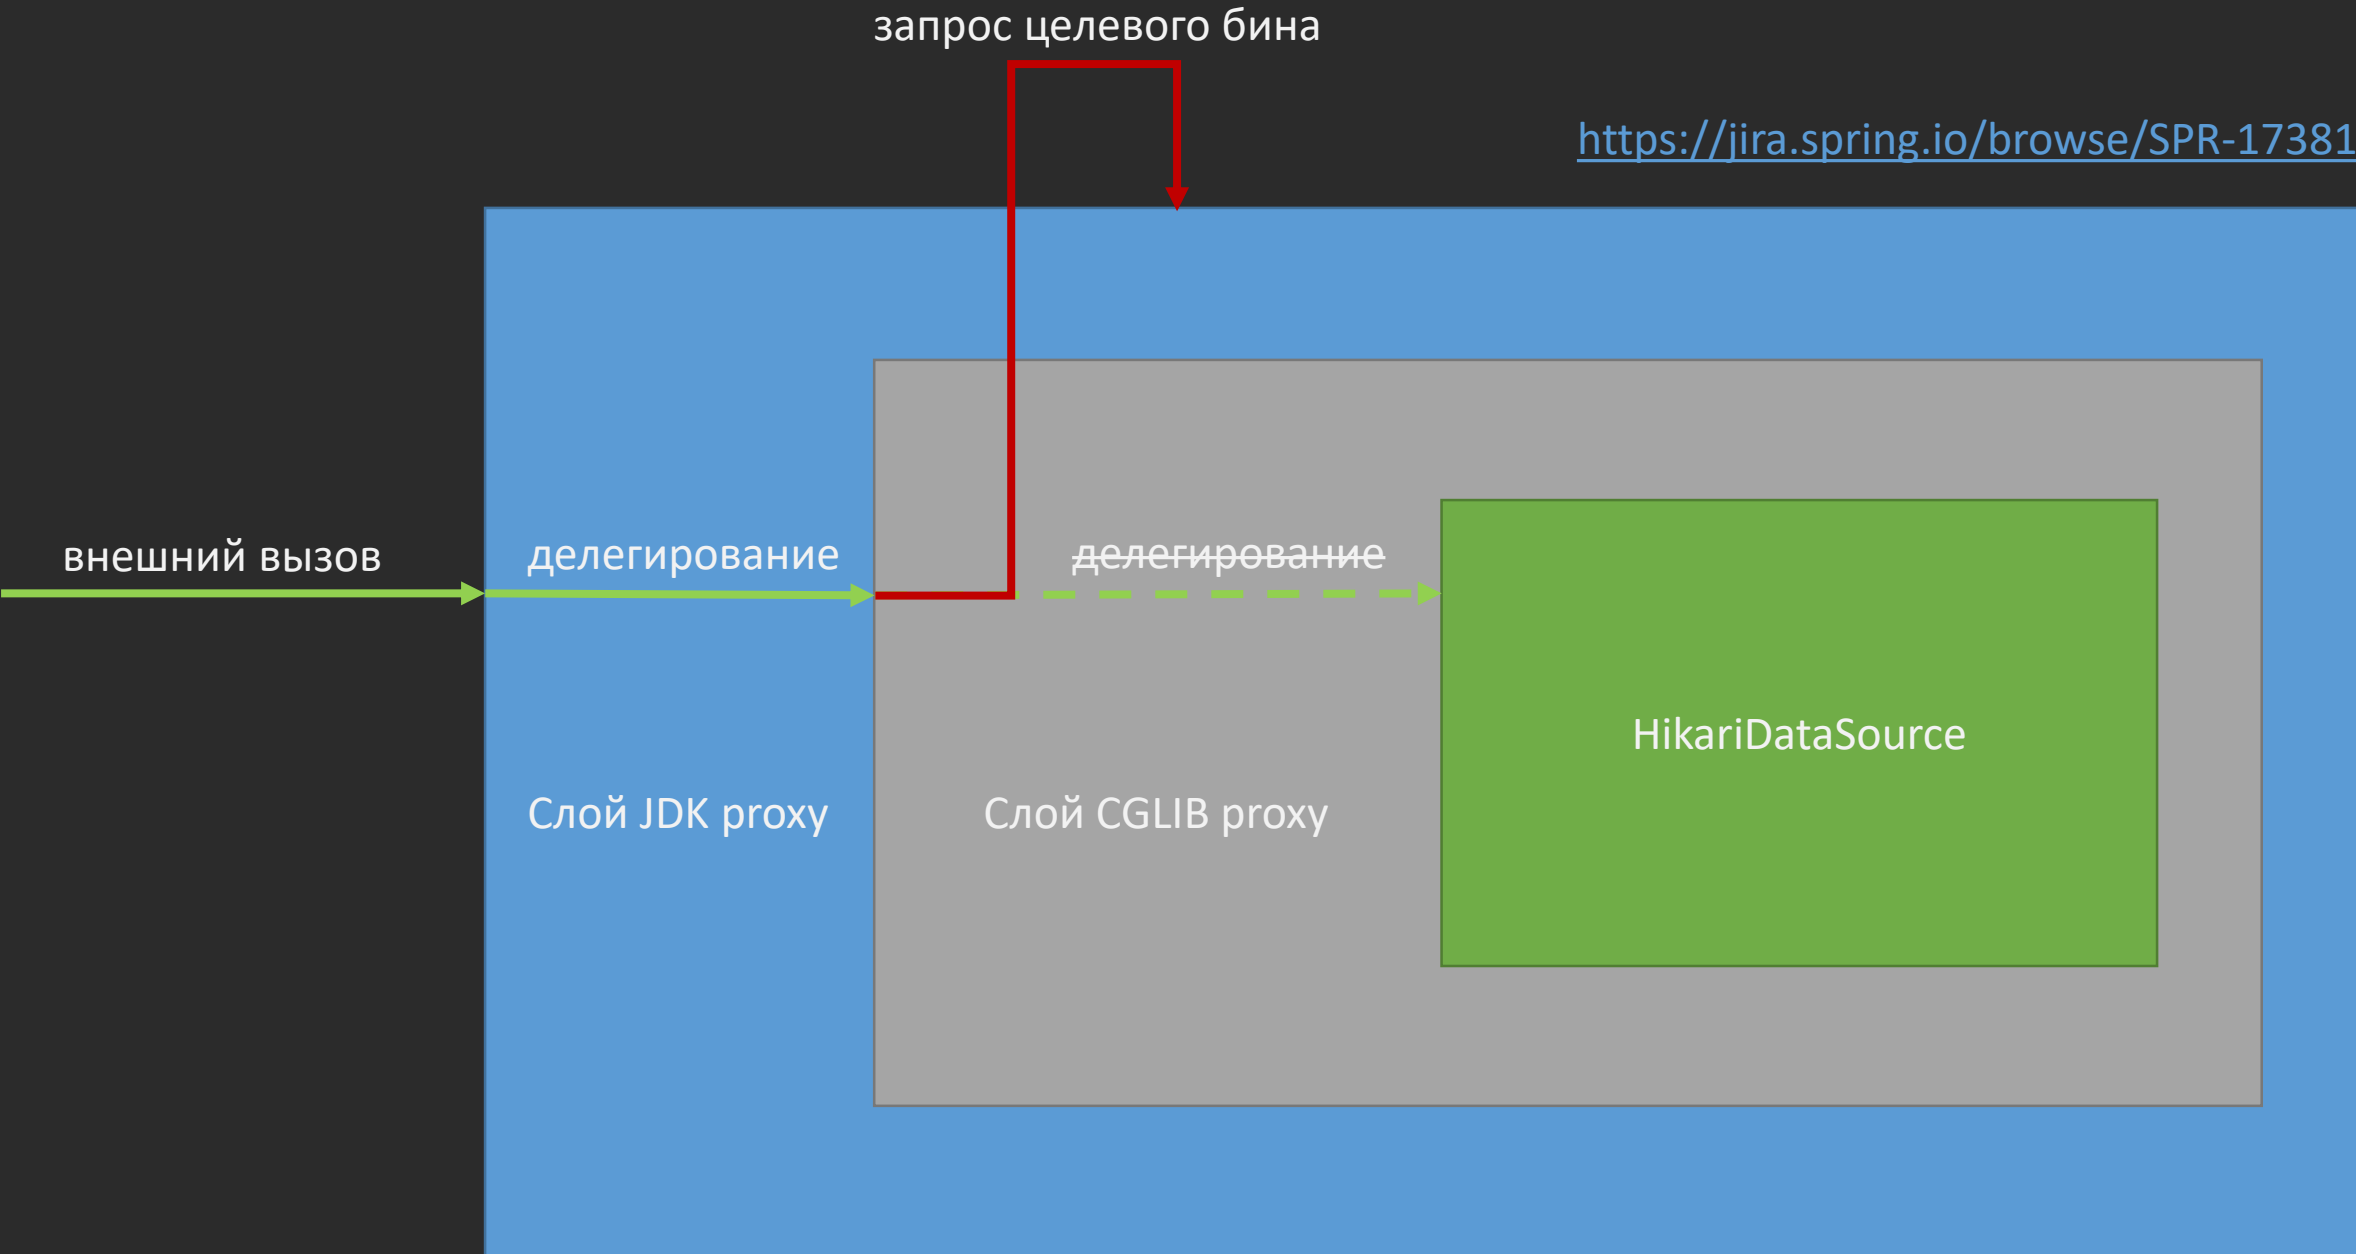 запрос целевого бина
https://jira.spring.io/browse/SPR-17381
внешний вызов
делегирование
делегирование
HikariDataSource
Слой JDK proxy
Слой CGLIB proxy